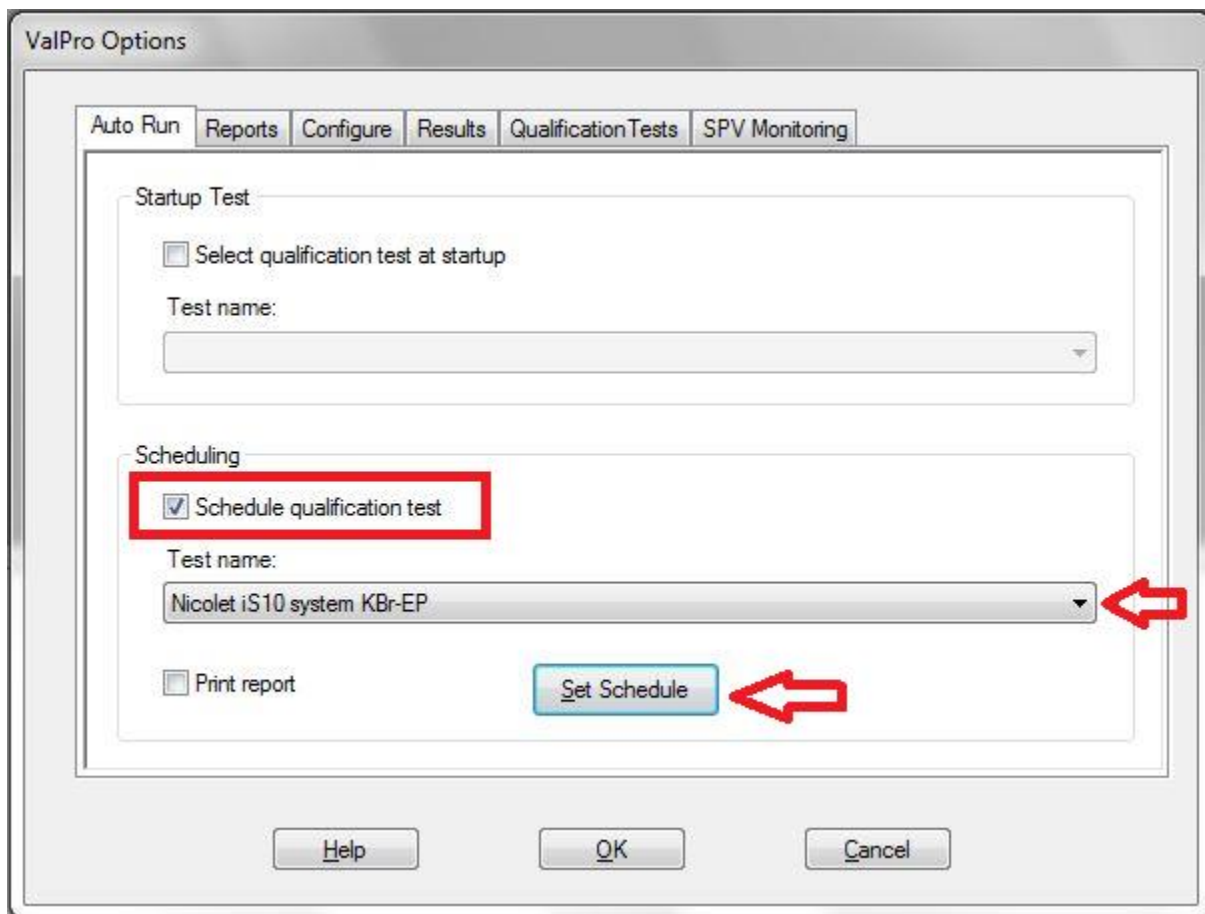 ValPro Options
Auto Run Reports Configure Results Qualification Tests SPV Monitoring
Startup Test
Select qualification test at startup
Test name:
Scheduling
Schedule qualification test
Test name:
Nicolet iS10 system KBr-EP
Print report Set Schedule
Help OK Cancel